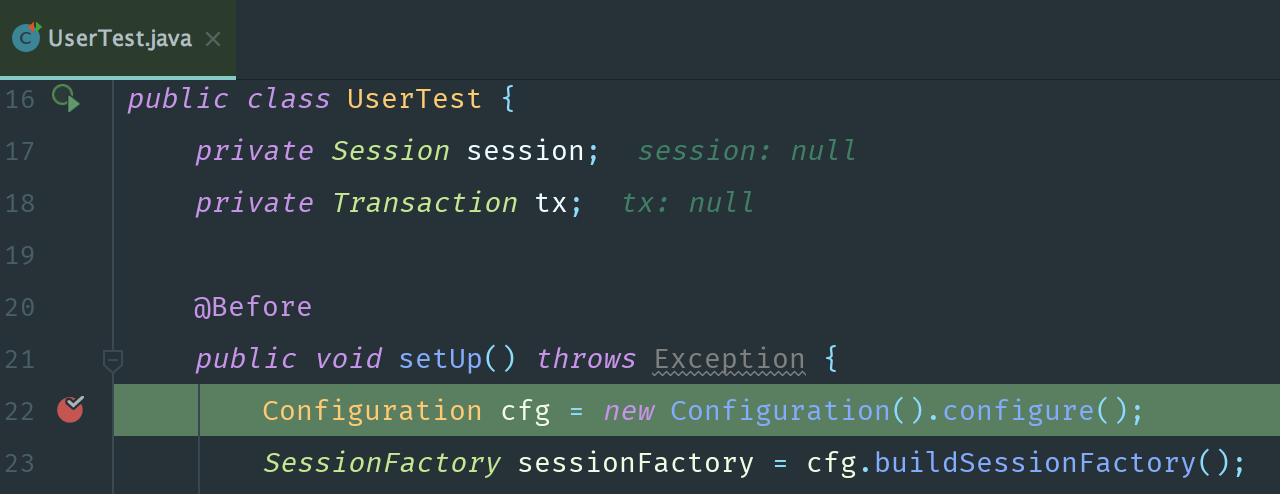 UserTest.java
16 public class UserTest {
17 private Session session; session: null
18 private Transaction tx; tx: null
19
20 @Before
21 public void setUp() throws Exception {
22 Configuration cfg = new Configuration().configure();
23 SessionFactory sessionFactory = cfg.buildSessionFactory();